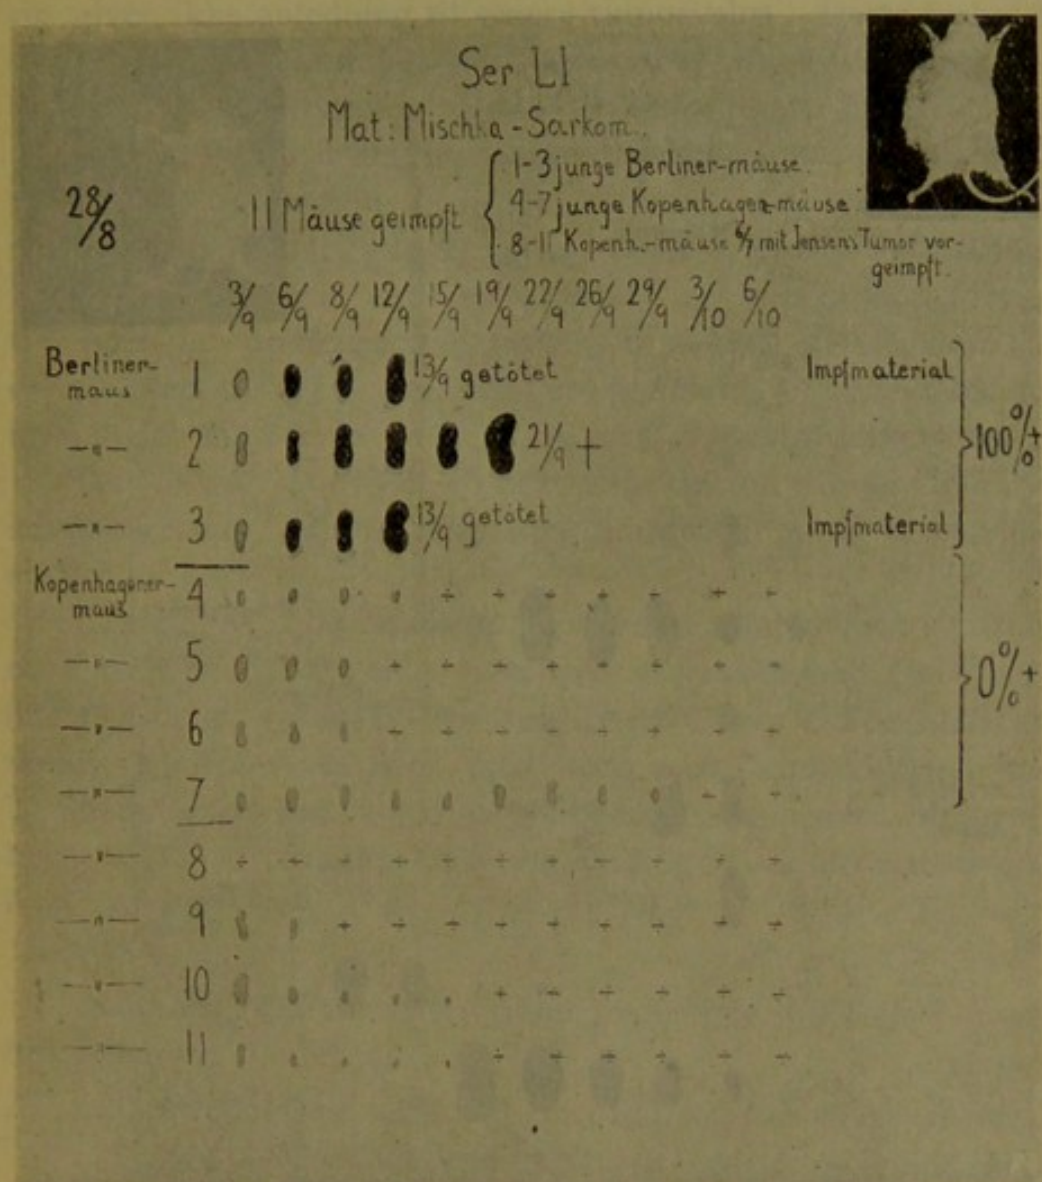 Ser LI
Mat: Mischka-Sarkom.
28/8 11 Mäuse geimpft
1-3 junge Berliner-mäuse.
4-7 junge Kopenhagen-mäuse
8-11 Kopenh.-mäuse mit Jensens Tumor vor-
geimpft.
3/9 6/9 8/9 12/9 15/9 19/9 22/9 26/9 29/9 3/10 6/10
Berliner-
maus 1 13/9 getötet Impfmaterial
—"— 2 21/9 +
100%+
—"— 3 13/9 getötet Impfmaterial
Kopenhagener-
maus 4 ÷ ÷ ÷ ÷ ÷ ÷ ÷
—"— 5 ÷ ÷ ÷ ÷ ÷ ÷ ÷ ÷
0%+
—"— 6 ÷ ÷ ÷ ÷ ÷ ÷ ÷ ÷
—"— 7 ÷ ÷
—"— 8 ÷ ÷ ÷ ÷ ÷ ÷ ÷ ÷ ÷ ÷ ÷
—"— 9 ÷ ÷ ÷ ÷ ÷ ÷ ÷ ÷ ÷
—"— 10 ÷ ÷ ÷ ÷ ÷ ÷
—"— 11 ÷ ÷ ÷ ÷ ÷ ÷